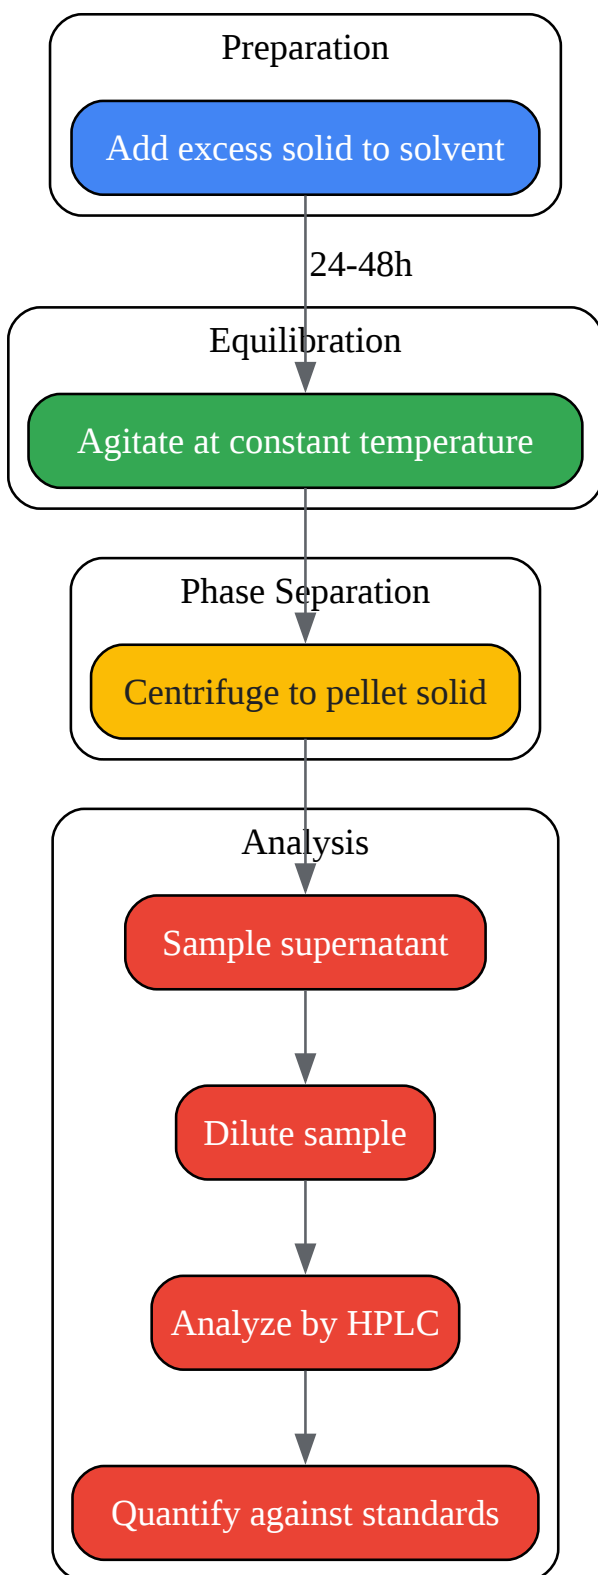 Preparation
Add excess solid to solvent
24-48h
Equilibration
Agitate at constant temperature
Phase Separation
Centrifuge to pellet solid
Analysis
Sample supernatant
Dilute sample
Analyze by HPLC
Quantify against standards